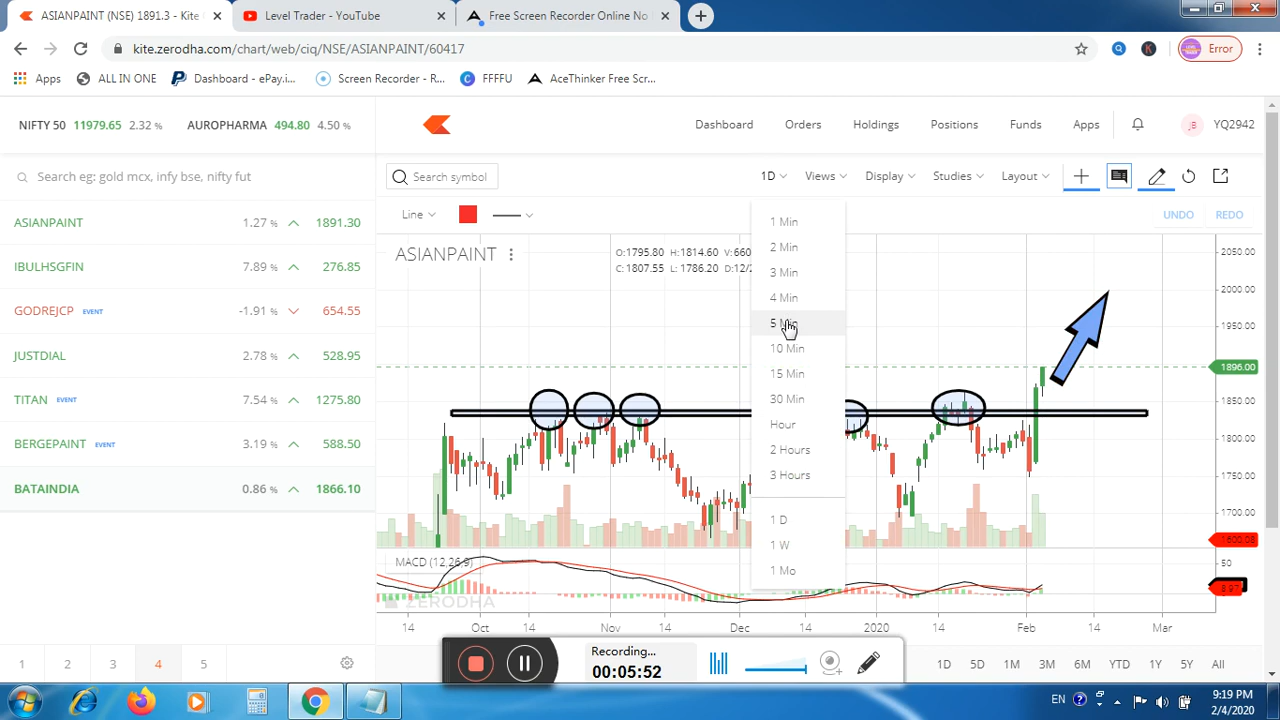 ASIANPAINT (NSE) 1891.3 - Kite
Level Trader - YouTube
Free Screen Recorder Online No
kite.zerodha.com/chart/web/ciq/NSE/ASIANPAINT/60417
Error
Apps
ALL IN ONE
Dashboard - ePay.i...
Screen Recorder - R...
FFFFU
AceThinker Free Scr...
NIFTY 50 11979.65 2.32 %
AUROPHARMA 494.80 4.50 %
Dashboard
Orders
Holdings
Positions
Funds
Apps
JB
YQ2942
Search eg: gold mcx, infy bse, nifty fut
ASIANPAINT 1.27 % 1891.30
IBULHSGFIN 7.89 % 276.85
GODREJCP EVENT -1.91 % 654.55
JUSTDIAL 2.78 % 528.95
TITAN EVENT 7.54 % 1275.80
BERGEPAINT EVENT 3.19 % 588.50
BATAINDIA 0.86 % 1866.10
1 2 3 4 5
Search symbol
1D
Views
Display
Studies
Layout
Line
UNDO
REDO
ASIANPAINT
O:1795.80 H:1814.60 V:660
C:1807.55 L:1786.20
1 Min
2 Min
3 Min
4 Min
5 Min
10 Min
15 Min
30 Min
Hour
2 Hours
3 Hours
1 D
1 W
1 Mo
2050.00
2000.00
1950.00
1896.00
1850.00
1800.00
1750.00
1700.00
1600.08
50
MACD (12,26,9)
ZERODHA
14 Oct 14 Nov 14 Dec 2020 14 Feb 14 Mar
Recording...
00:05:52
1D 5D 1M 3M 6M YTD 1Y 5Y All
EN
9:19 PM
2/4/2020